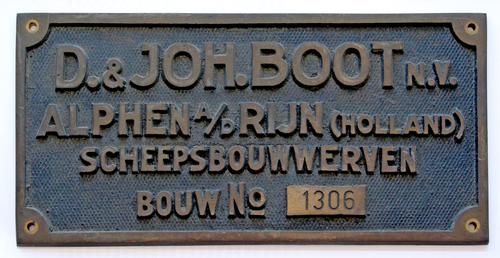 D. & JOH. BOOT N.V.
ALPHEN A/D RIJN (HOLLAND)
SCHEEPSBOUWWERVEN
BOUW No 1306